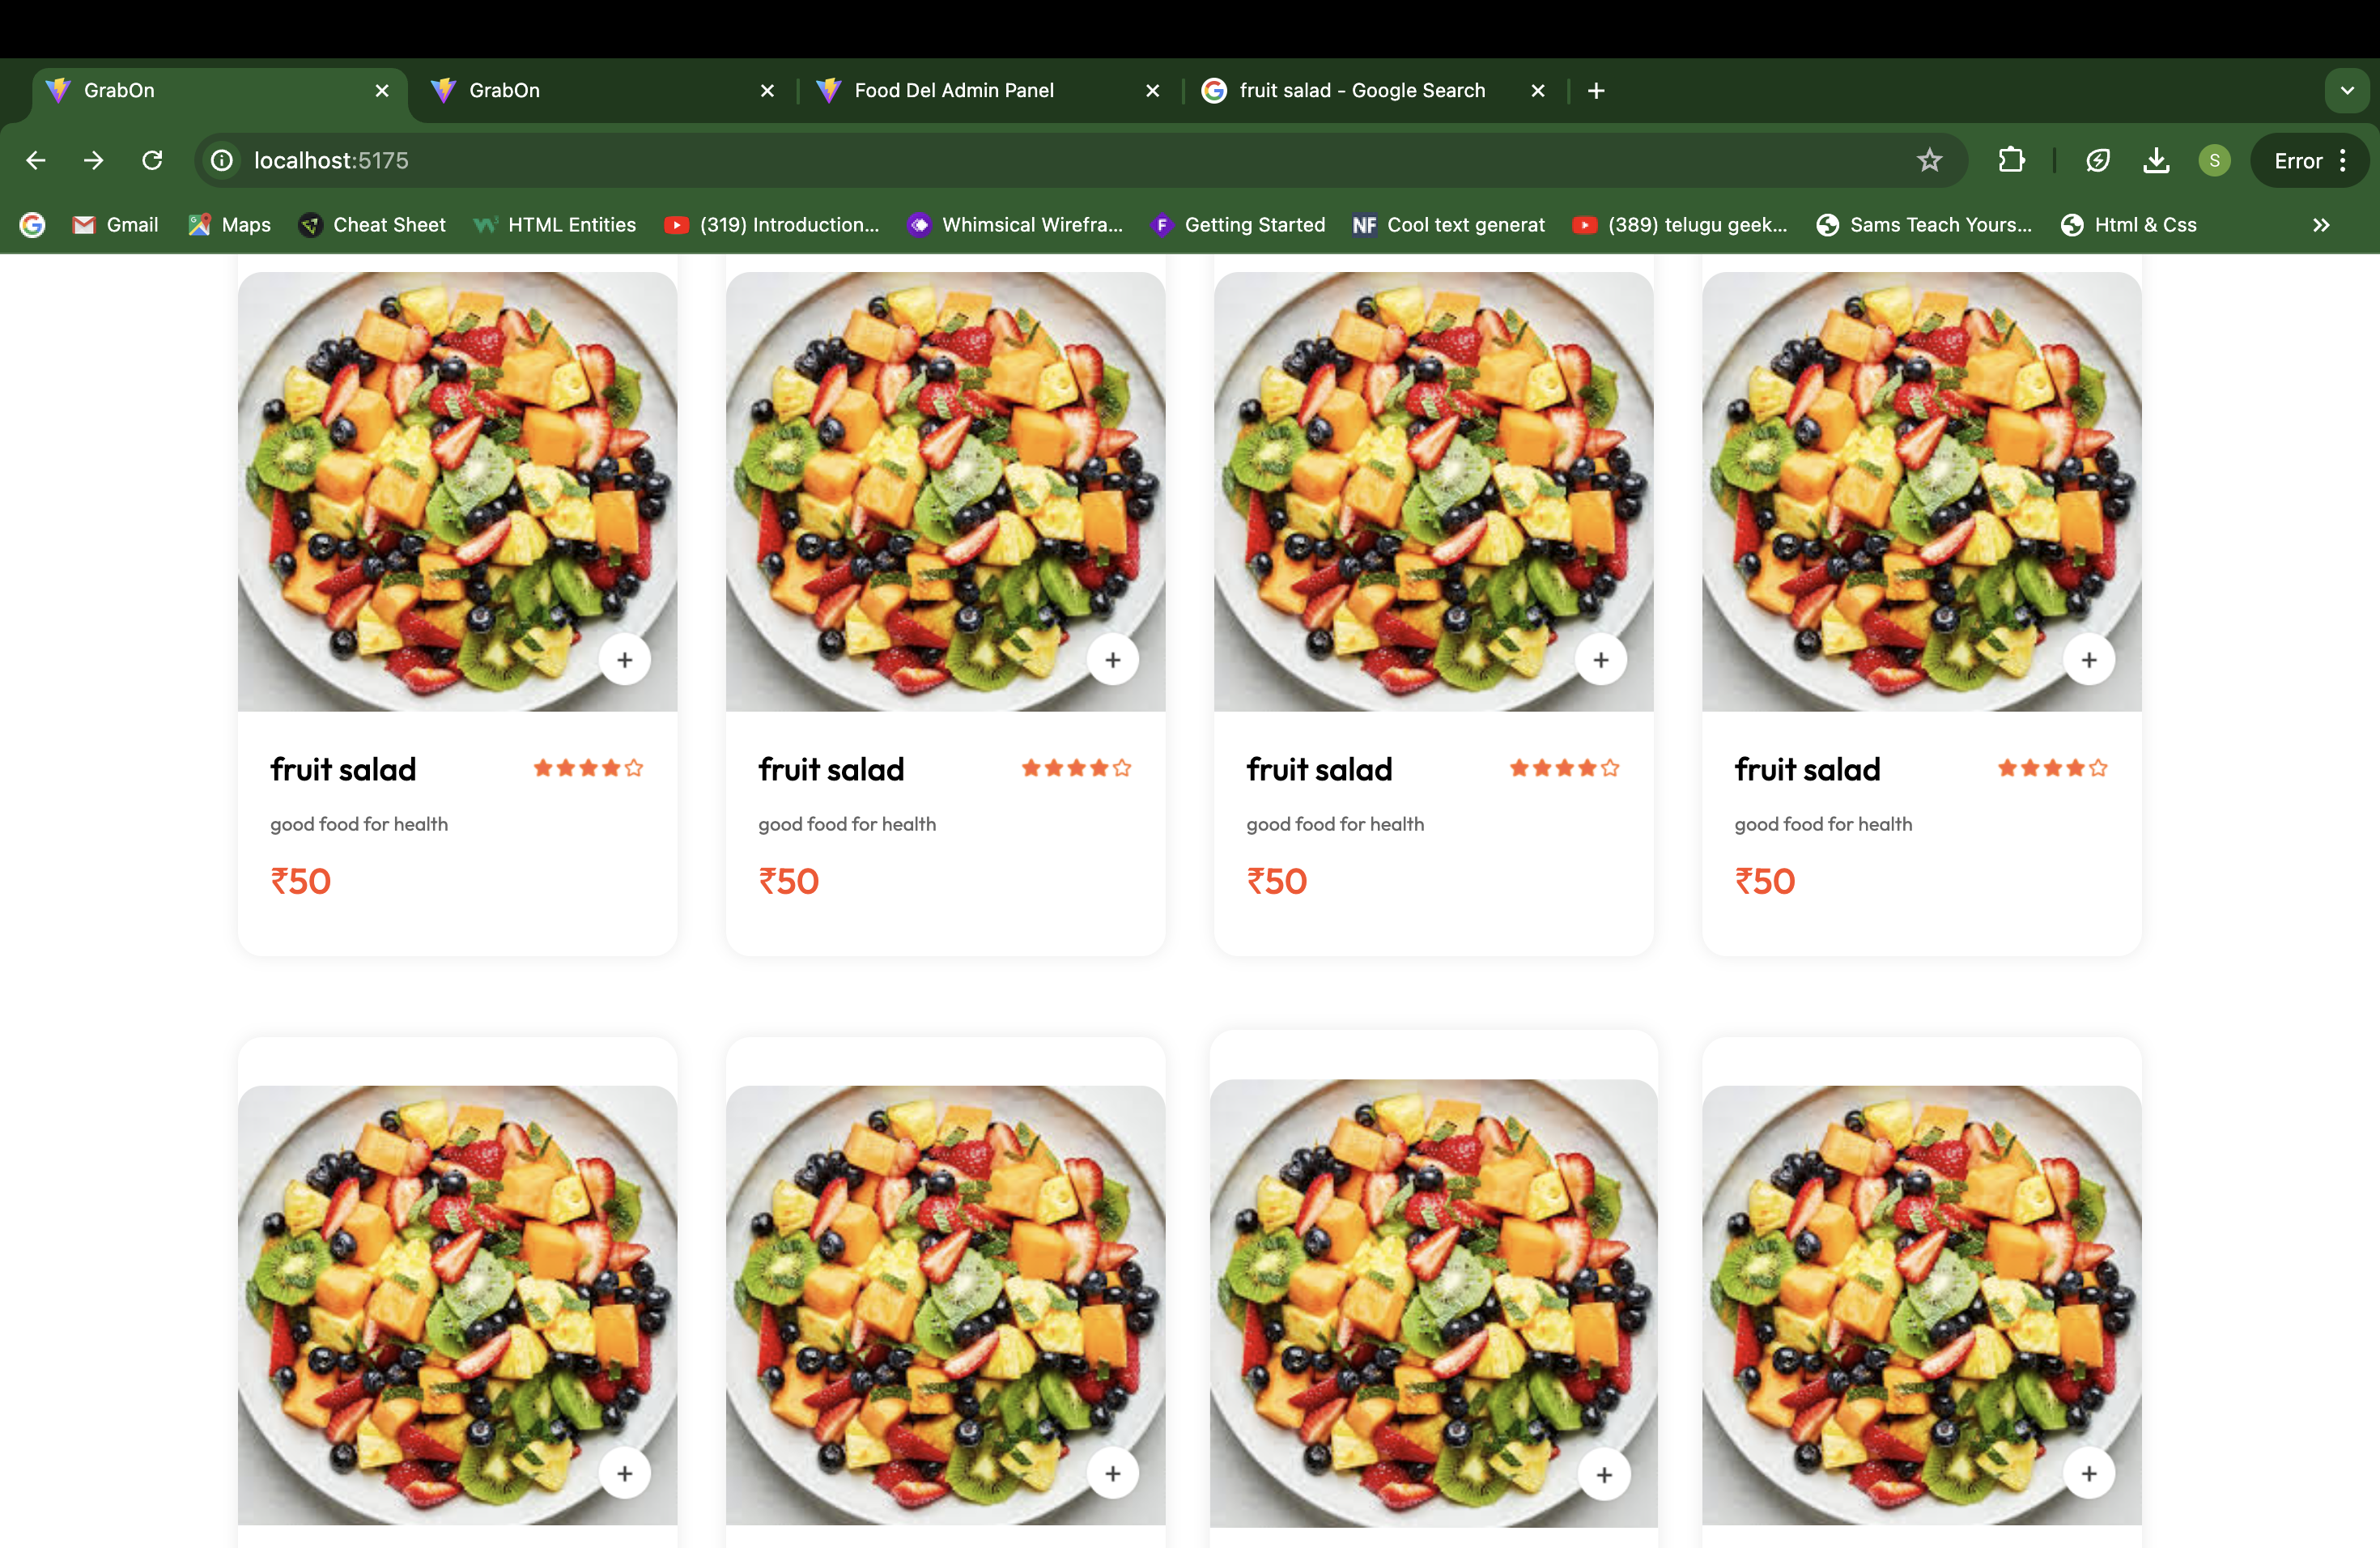 GrabOn GrabOn Food Del Admin Panel fruit salad - Google Search
localhost:5175 S Error
Gmail Maps Cheat Sheet HTML Entities (319) Introduction... Whimsical Wirefra... F Getting Started NF Cool text generat (389) telugu geek... Sams Teach Yours... Html & Css
fruit salad fruit salad fruit salad fruit salad
good food for health good food for health good food for health good food for health
₹50 ₹50 ₹50 ₹50